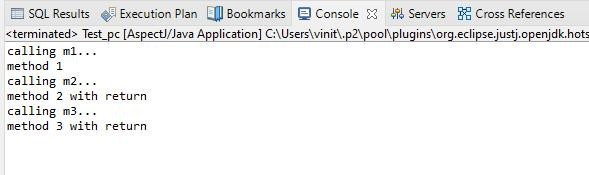 SQL Results Execution Plan Bookmarks Console Servers Cross References
<terminated> Test_pc [AspectJ/Java Application] C:\Users\vinit\.p2\pool\plugins\org.eclipse.justj.openjdk.hots
calling m1...
method 1
calling m2...
method 2 with return
calling m3...
method 3 with return